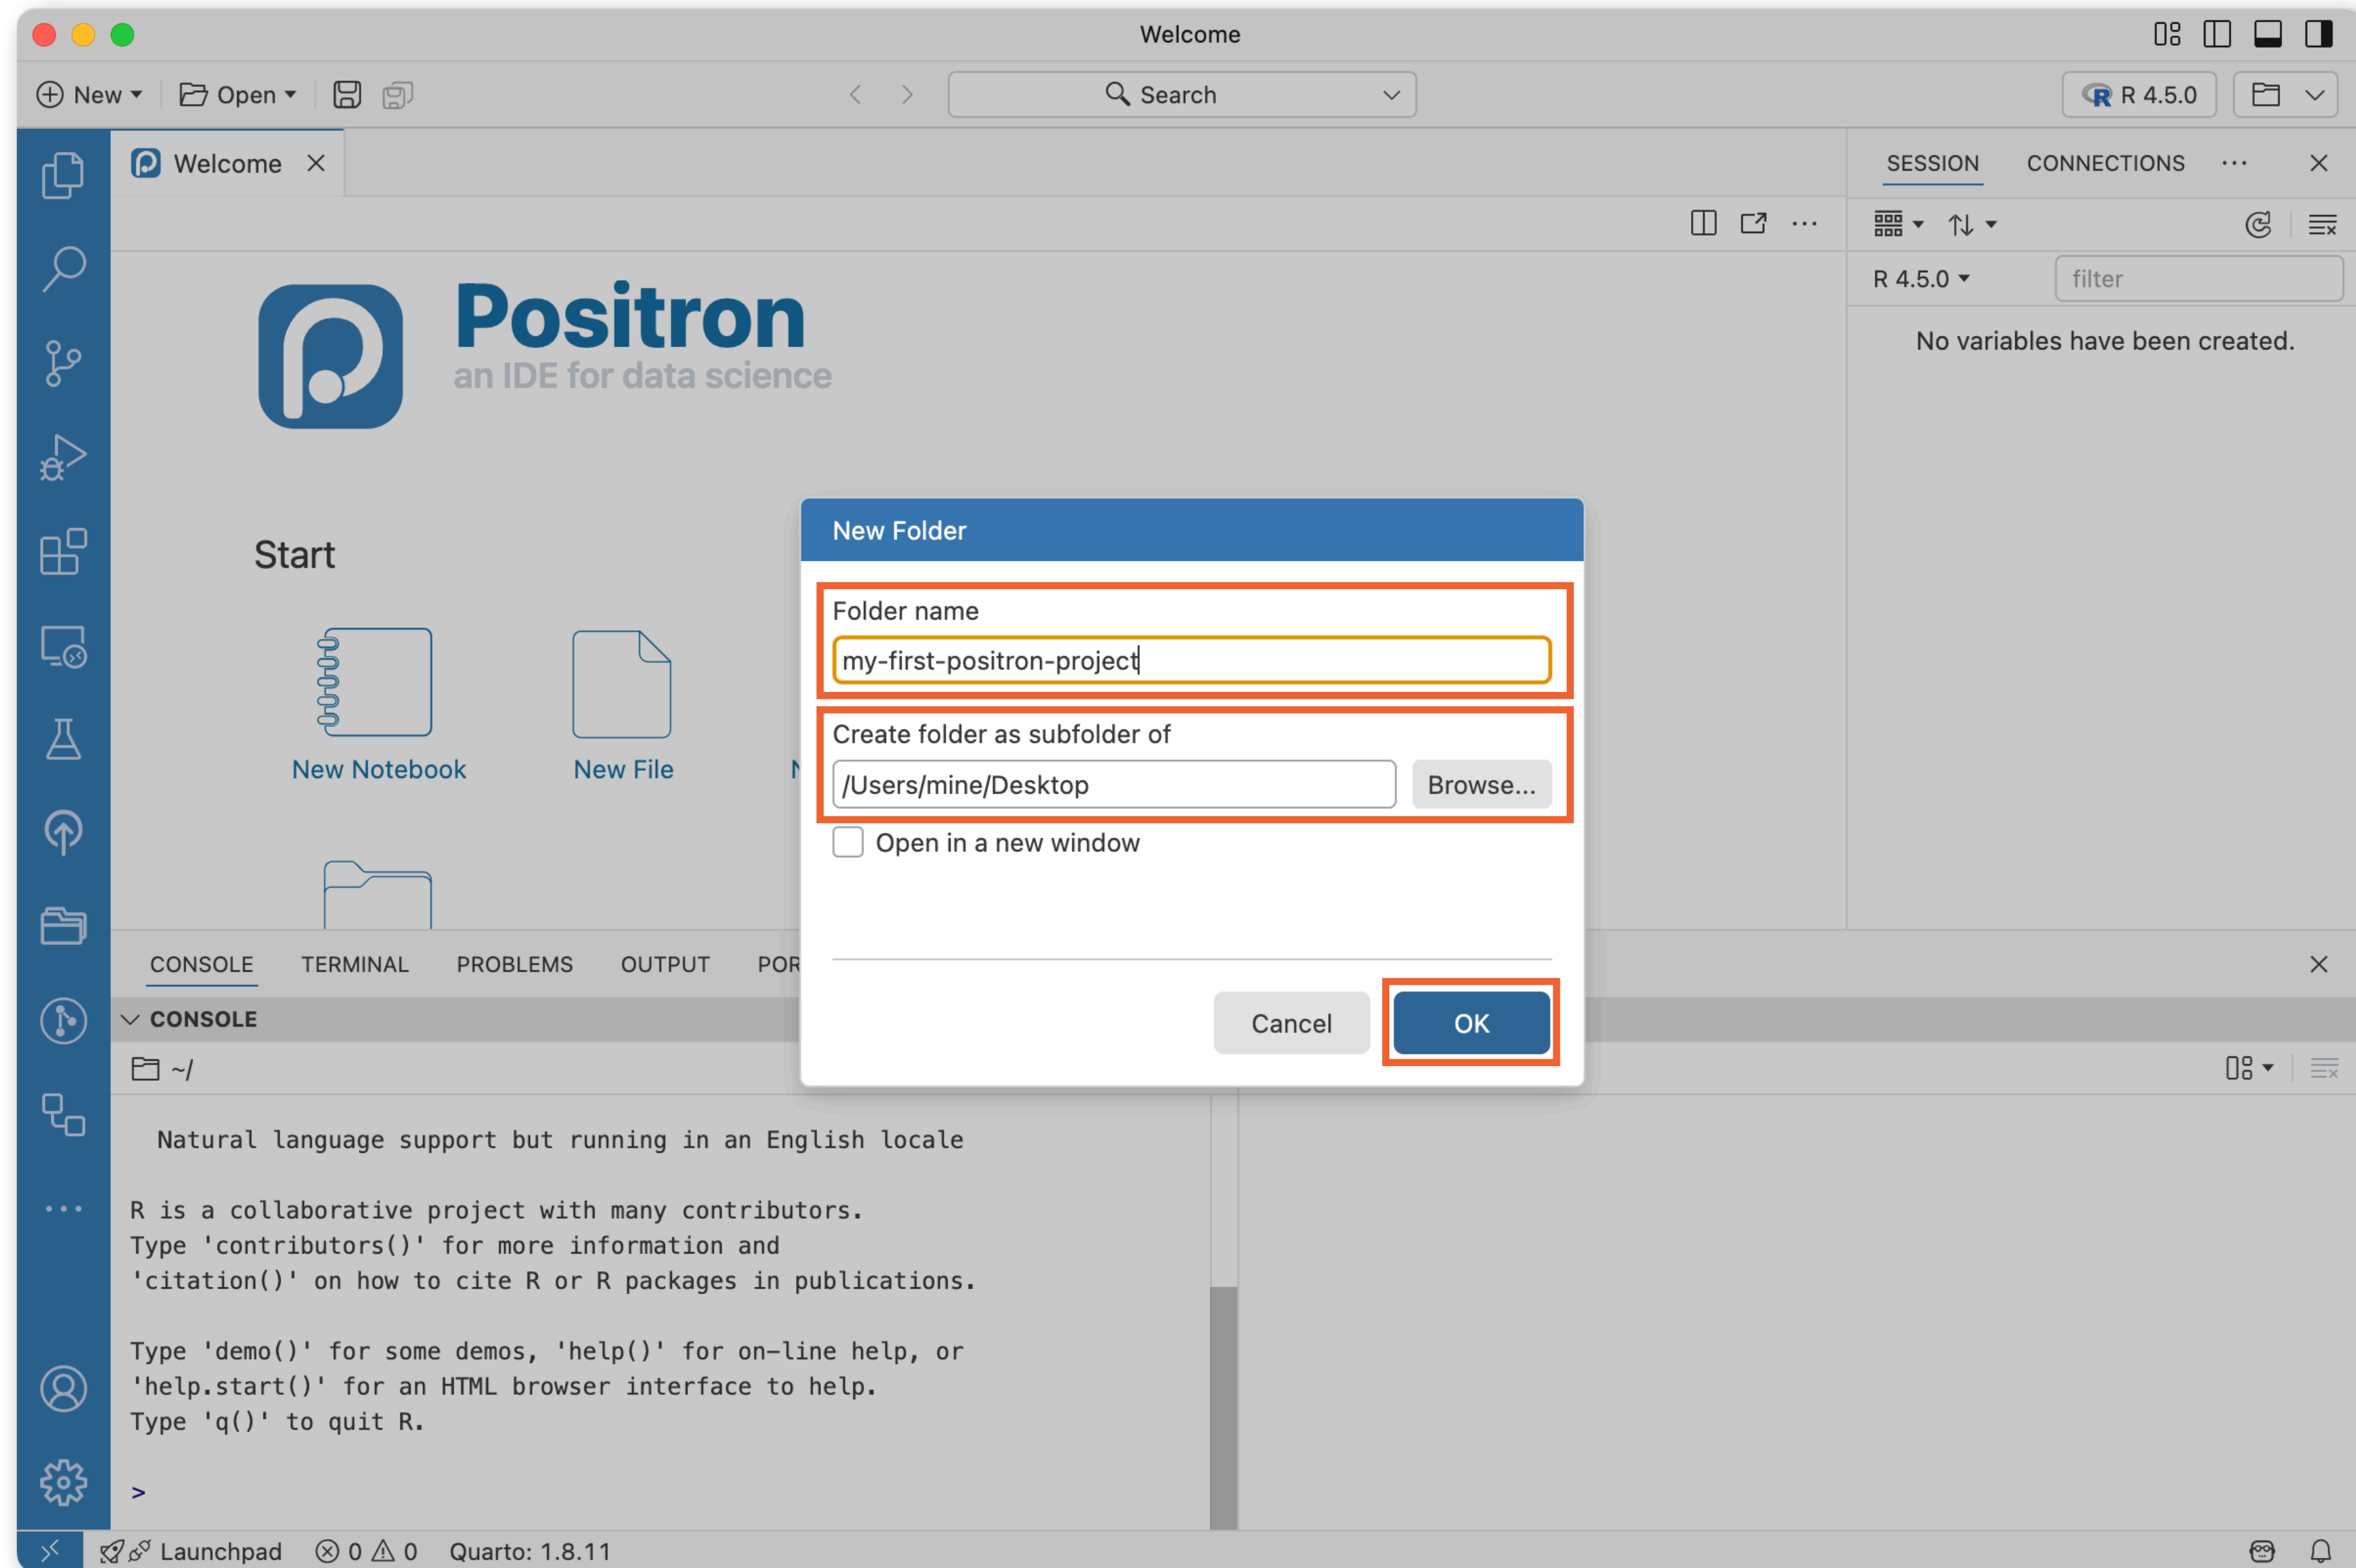 Welcome
New
Open
Search
R 4.5.0
Welcome
SESSION
CONNECTIONS
R 4.5.0
filter
No variables have been created.
Positron
an IDE for data science
Start
New Notebook
New File
New Folder
Folder name
my-first-positron-project
Create folder as subfolder of
/Users/mine/Desktop
Browse...
Open in a new window
Cancel
OK
CONSOLE
TERMINAL
PROBLEMS
OUTPUT
CONSOLE
~/
Natural language support but running in an English locale
R is a collaborative project with many contributors.
Type 'contributors()' for more information and
'citation()' on how to cite R or R packages in publications.
Type 'demo()' for some demos, 'help()' for on-line help, or
'help.start()' for an HTML browser interface to help.
Type 'q()' to quit R.
>
Launchpad
0
0
Quarto: 1.8.11